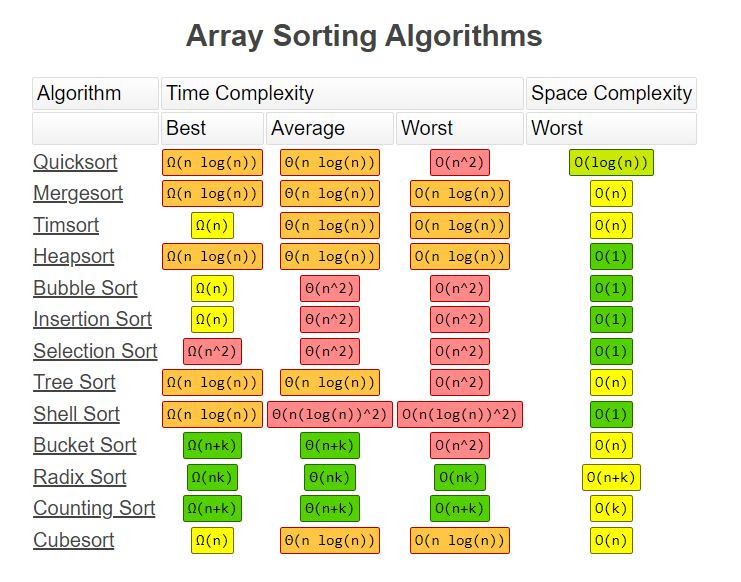 Array Sorting Algorithms
Algorithm Time Complexity Space Complexity
Best Average Worst Worst
Quicksort Ω(n log(n)) Θ(n log(n)) O(n^2) O(log(n))
Mergesort Ω(n log(n)) Θ(n log(n)) O(n log(n)) O(n)
Timsort Ω(n) Θ(n log(n)) O(n log(n)) O(n)
Heapsort Ω(n log(n)) Θ(n log(n)) O(n log(n)) O(1)
Bubble Sort Ω(n) Θ(n^2) O(n^2) O(1)
Insertion Sort Ω(n) Θ(n^2) O(n^2) O(1)
Selection Sort Ω(n^2) Θ(n^2) O(n^2) O(1)
Tree Sort Ω(n log(n)) Θ(n log(n)) O(n^2) O(n)
Shell Sort Ω(n log(n)) Θ(n(log(n))^2) O(n(log(n))^2) O(1)
Bucket Sort Ω(n+k) Θ(n+k) O(n^2) O(n)
Radix Sort Ω(nk) Θ(nk) O(nk) O(n+k)
Counting Sort Ω(n+k) Θ(n+k) O(n+k) O(k)
Cubesort Ω(n) Θ(n log(n)) O(n log(n)) O(n)